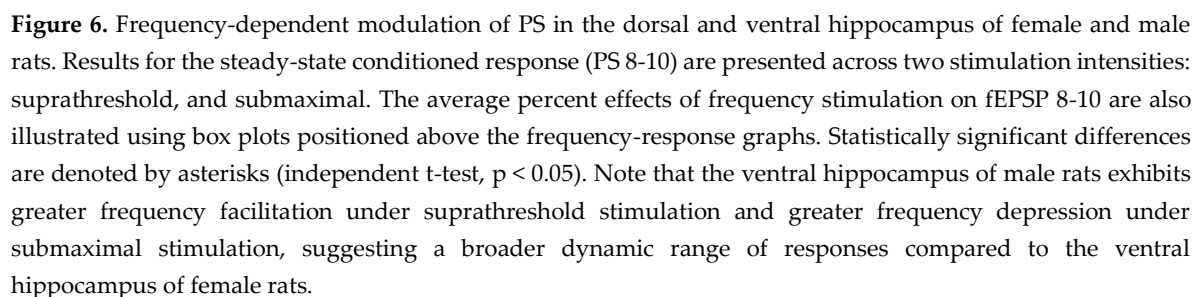 Figure 6. Frequency-dependent modulation of PS in the dorsal and ventral hippocampus of female and male
rats. Results for the steady-state conditioned response (PS 8-10) are presented across two stimulation intensities:
suprathreshold, and submaximal. The average percent effects of frequency stimulation on fEPSP 8-10 are also
illustrated using box plots positioned above the frequency-response graphs. Statistically significant differences
are denoted by asterisks (independent t-test, p < 0.05). Note that the ventral hippocampus of male rats exhibits
greater frequency facilitation under suprathreshold stimulation and greater frequency depression under
submaximal stimulation, suggesting a broader dynamic range of responses compared to the ventral
hippocampus of female rats.